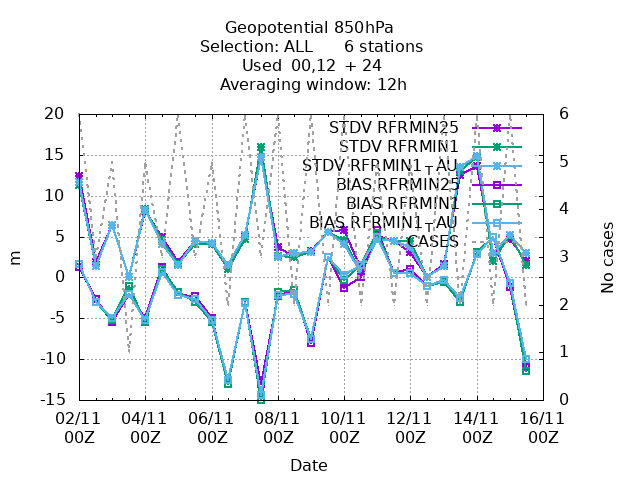 Geopotential 850hPa
Selection: ALL 6 stations
Used 00,12 + 24
Averaging window: 12h
20
15
10
5
0
-5
-10
-15
m
6
5
4
3
2
1
0
No cases
STDV RFRMIN25
STDV RFRMIN1
STDV RFRMIN1_TAU
BIAS RFRMIN25
BIAS RFRMIN1
BIAS RFRMIN1_TAU
CASES
02/11 04/11 06/11 08/11 10/11 12/11 14/11 16/11
00Z 00Z 00Z 00Z 00Z 00Z 00Z 00Z
Date